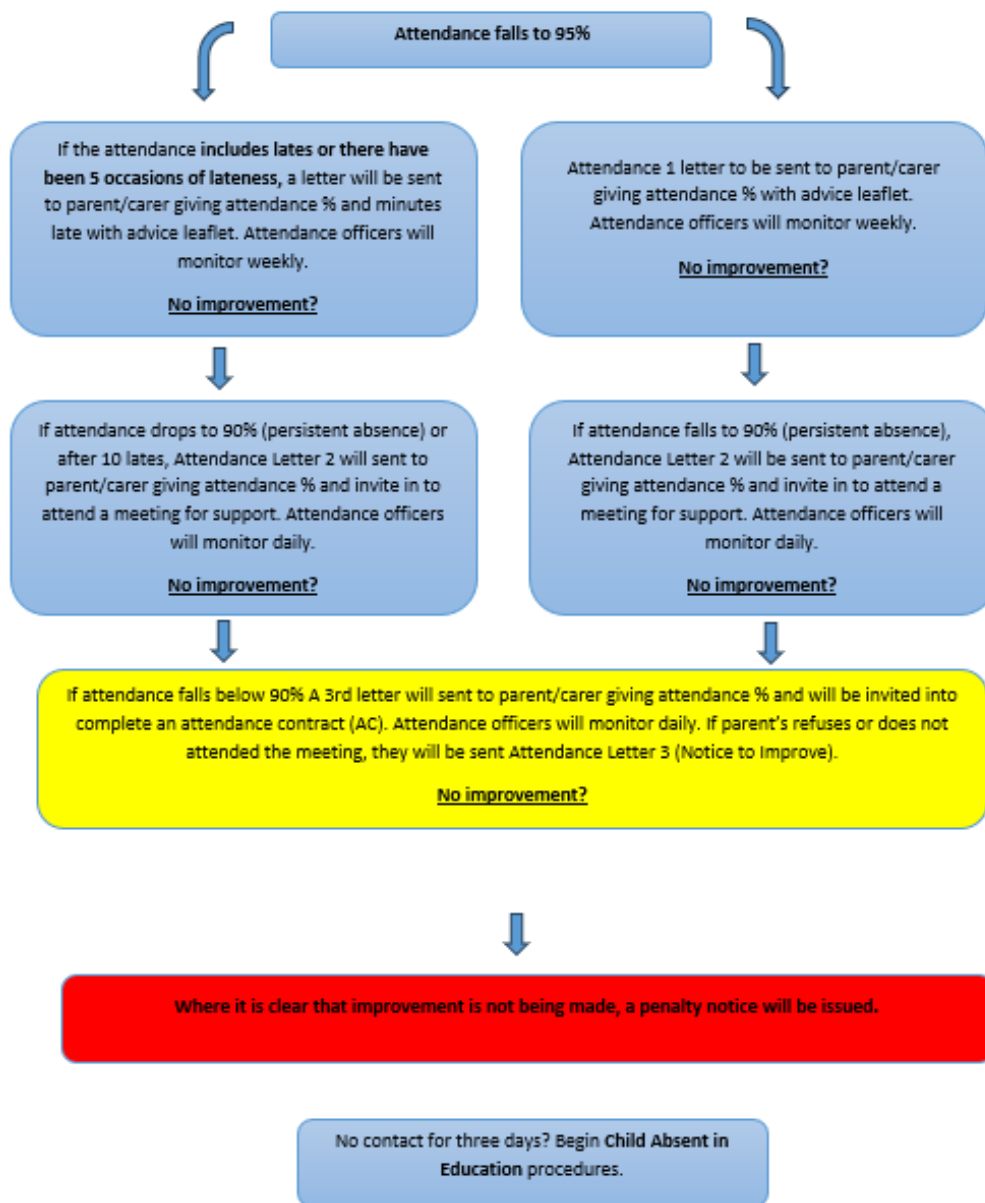 Attendance falls to 95%
If the attendance includes lates or there have
been 5 occasions of lateness, a letter will be sent
to parent/carer giving attendance % and minutes
late with advice leaflet. Attendance officers will
monitor weekly.
No improvement?
Attendance 1 letter to be sent to parent/carer
giving attendance % with advice leaflet.
Attendance officers will monitor weekly.
No improvement?
If attendance drops to 90% (persistent absence) or
after 10 lates, Attendance Letter 2 will sent to
parent/carer giving attendance % and invite in to
attend a meeting for support. Attendance officers
will monitor daily.
No improvement?
If attendance falls to 90% (persistent absence),
Attendance Letter 2 will be sent to parent/carer
giving attendance % and invite in to attend a
meeting for support. Attendance officers will
monitor daily.
No improvement?
If attendance falls below 90% A 3rd letter will sent to parent/carer giving attendance % and will be invited into
complete an attendance contract (AC). Attendance officers will monitor daily. If parent's refuses or does not
attended the meeting, they will be sent Attendance Letter 3 (Notice to Improve).
No improvement?
Where it is clear that improvement is not being made, a penalty notice will be issued.
No contact for three days? Begin Child Absent in
Education procedures.